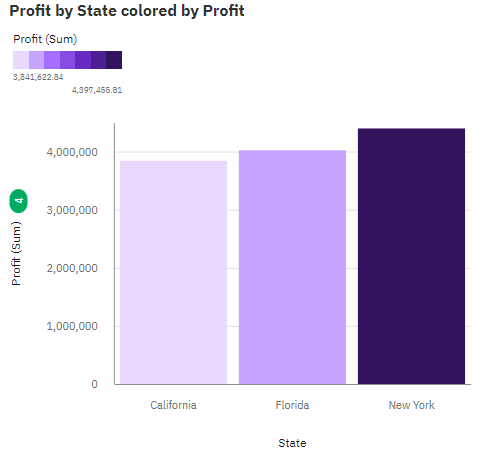 Profit by State colored by Profit
Profit (Sum)
3,841,622.84
4,397,455.81
4
Profit (Sum)
4,000,000
3,000,000
2,000,000
1,000,000
0
California Florida New York
State